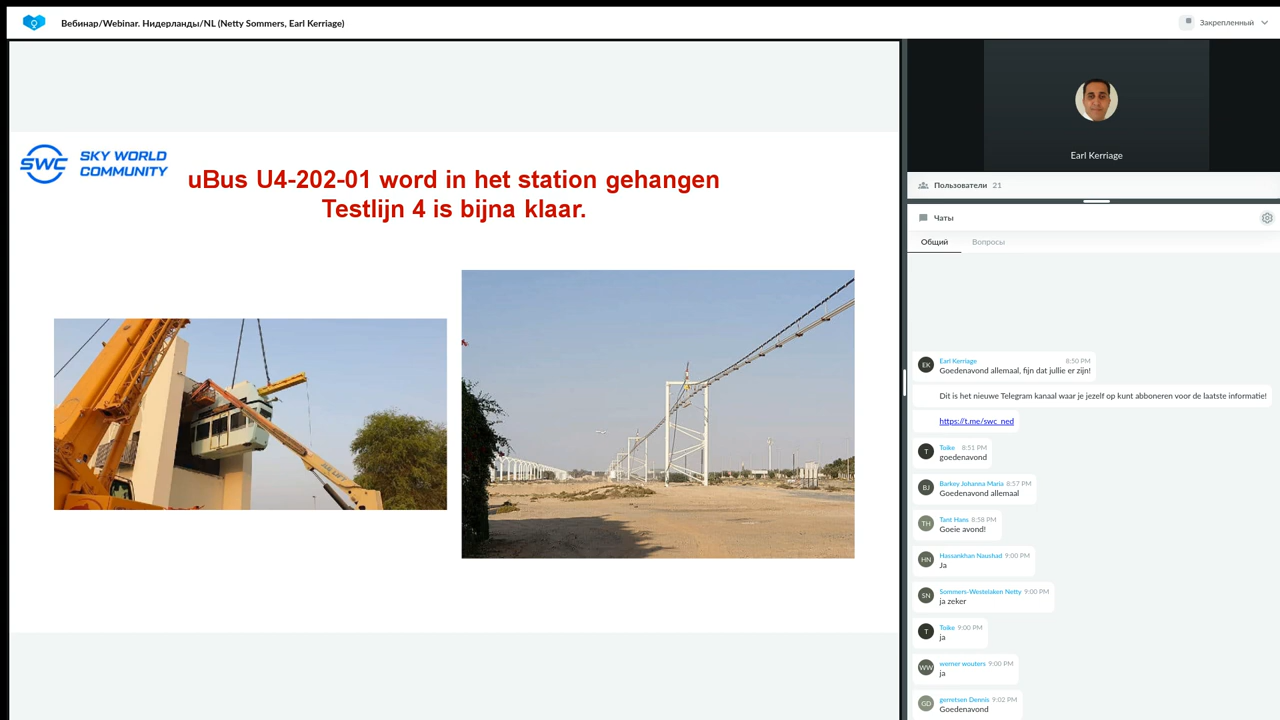 Вебинар/Webinar. Нидерланды/NL (Netty Sommers, Earl Kerriage)
Закрепленный
SWC
SKY WORLD
COMMUNITY
uBus U4-202-01 word in het station gehangen
Testlijn 4 is bijna klaar.
Earl Kerriage
Пользователи 21
Чаты
Общий Вопросы
EK
Earl Kerriage 8:50 PM
Goedenavond allemaal, fijn dat jullie er zijn!
Dit is het nieuwe Telegram kanaal waar je jezelf op kunt abboneren voor de laatste informatie!
https://t.me/swc_ned
T
Toike 8:51 PM
goedenavond
BJ
Barkey Johanna Maria 8:57 PM
Goedenavond allemaal
TH
Tant Hans 8:58 PM
Goeie avond!
HN
Hassankhan Naushad 9:00 PM
Ja
SN
Sommers-Westelaken Netty 9:00 PM
ja zeker
T
Toike 9:00 PM
ja
WW
werner wouters 9:00 PM
ja
GD
gerretsen Dennis 9:02 PM
Goedenavond